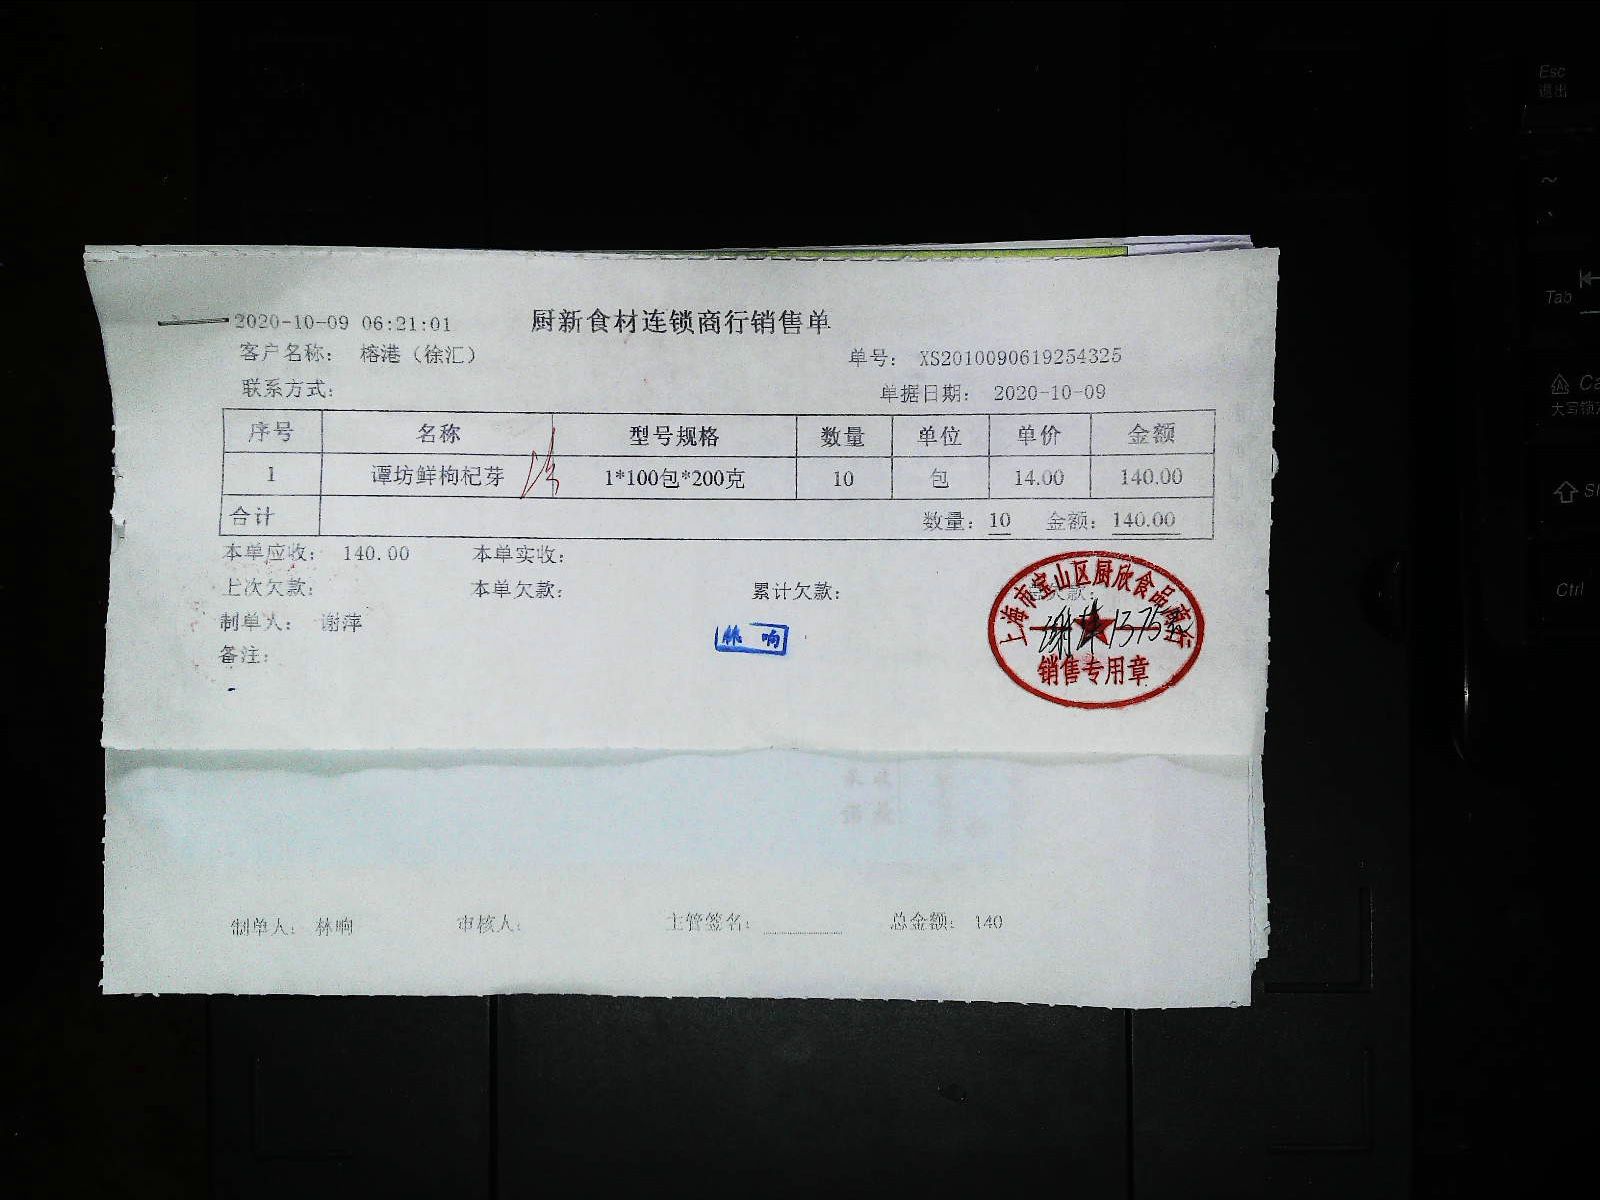 2020-10-09 06:21:01 厨新食材连锁商行销售单
客户名称： 榕港（徐汇） 单号： XS2010090619254325
联系方式： 单据日期： 2020-10-09
序号 名称 型号规格 数量 单位 单价 金额
1 谭坊鲜枸杞芽 1*100包*200克 10 包 14.00 140.00
合计 数量：10 金额：140.00
本单应收： 140.00 本单实收：
上次欠款： 本单欠款： 累计欠款： 欠款：
制单人： 谢萍
备注：
林响
上海市宝山区厨欣食品商行
销售专用章
制单人： 林响 审核人： 主管签名： 总金额： 140
Esc
退出
~
Tab
Ctrl